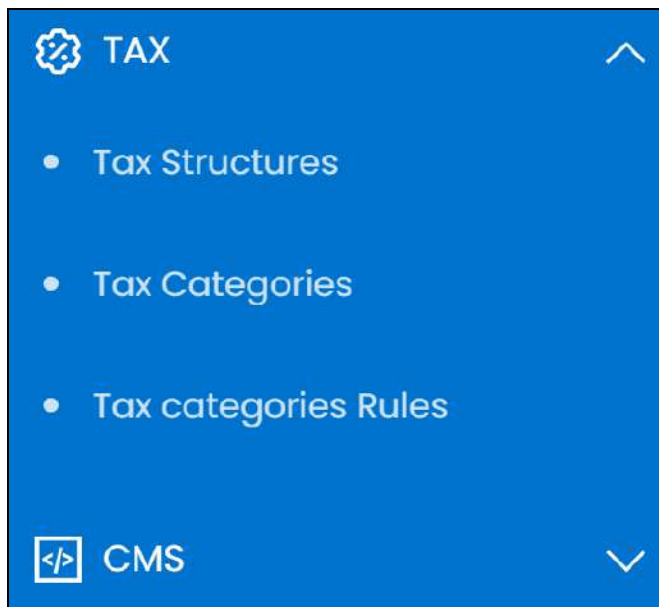 TAX
Tax Structures
Tax Categories
Tax categories Rules
CMS